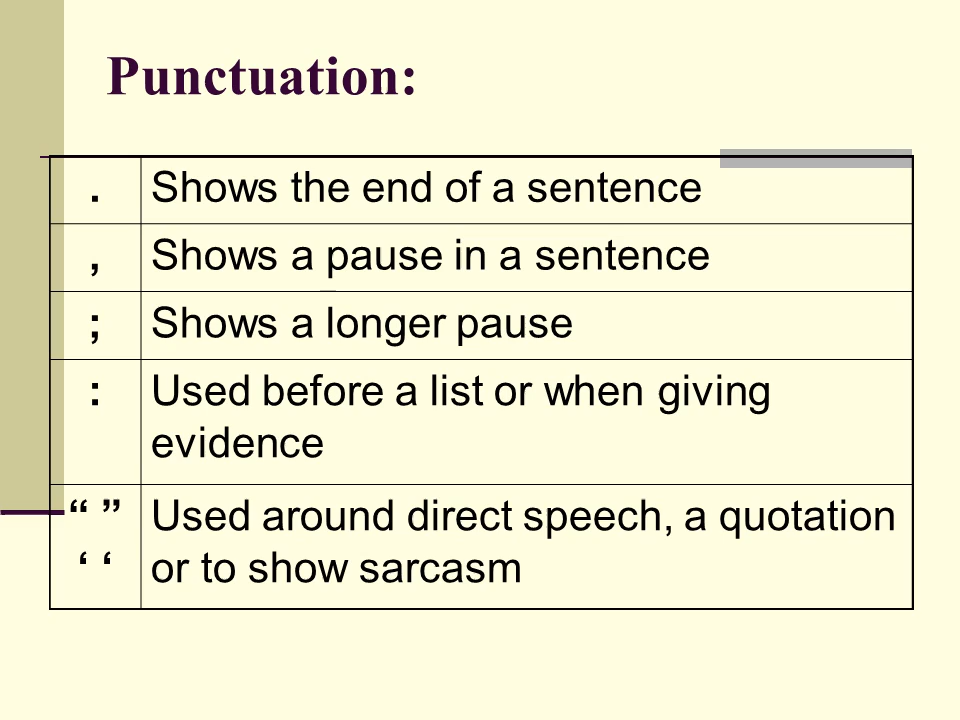 Punctuation:
. Shows the end of a sentence
, Shows a pause in a sentence
; Shows a longer pause
: Used before a list or when giving
evidence
“ ” Used around direct speech, a quotation
‘ ‘ or to show sarcasm